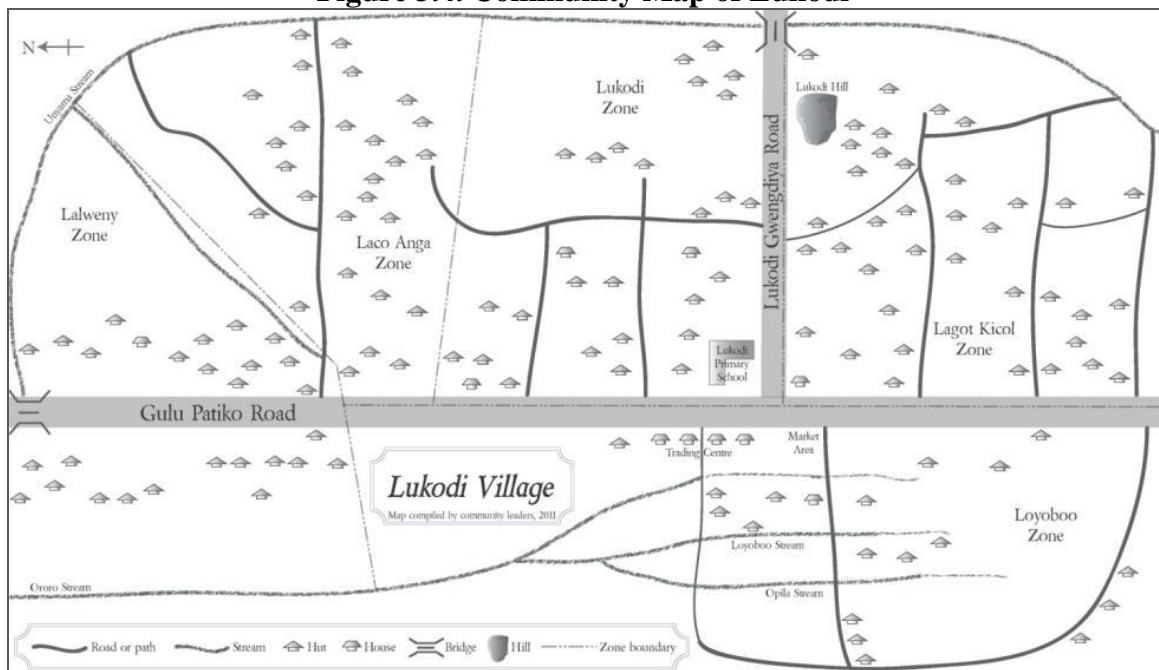 Figure Community Map of Lukodi
N
Unyama Stream
Lukodi
Zone
Lukodi Hill
Lukodi Gwengdiya Road
Lalweny
Zone
Laco Anga
Zone
Lagot Kicol
Zone
Lukodi
Primary
School
Gulu Patiko Road
Trading Centre
Market
Area
Lukodi Village
Map compiled by community leaders, 2011
Loyoboo
Zone
Loyoboo Stream
Ororo Stream
Opila Stream
Road or path
Stream
Hut
House
Bridge
Hill
Zone boundary